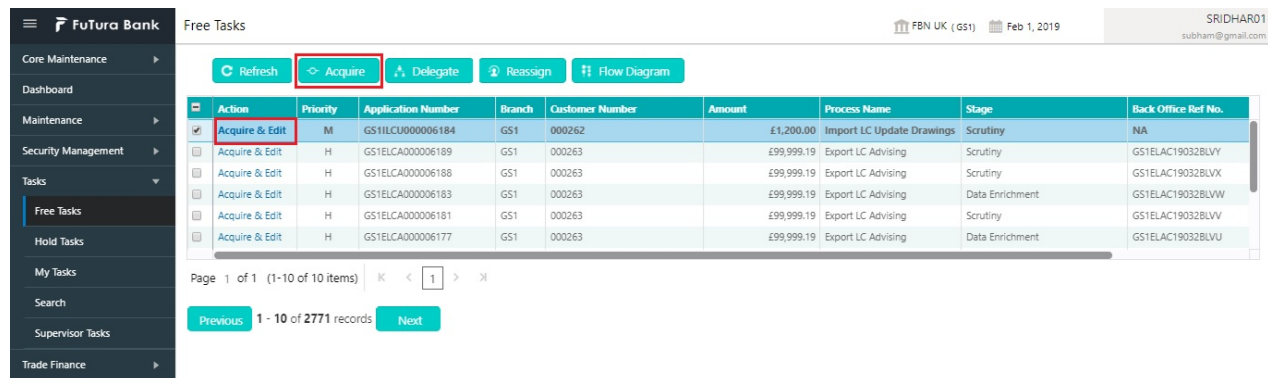 FuTura Bank
Free Tasks
FBN UK ( GS1)
Feb 1, 2019
SRIDHAR01
subham@gmail.com
Core Maintenance
Dashboard
Maintenance
Security Management
Tasks
Free Tasks
Hold Tasks
My Tasks
Search
Supervisor Tasks
Trade Finance
Refresh Acquire Delegate Reassign Flow Diagram
Action Priority Application Number Branch Customer Number Amount Process Name Stage Back Office Ref No.
Acquire & Edit M GS1ILCU000006184 GS1 000262 £1,200.00 Import LC Update Drawings Scrutiny NA
Acquire & Edit H GS1ELCA000006189 GS1 000263 £99,999.19 Export LC Advising Scrutiny GS1ELAC19032BLVY
Acquire & Edit H GS1ELCA000006188 GS1 000263 £99,999.19 Export LC Advising Scrutiny GS1ELAC19032BLVX
Acquire & Edit H GS1ELCA000006183 GS1 000263 £99,999.19 Export LC Advising Data Enrichment GS1ELAC19032BLVW
Acquire & Edit H GS1ELCA000006181 GS1 000263 £99,999.19 Export LC Advising Scrutiny GS1ELAC19032BLVV
Acquire & Edit H GS1ELCA000006177 GS1 000263 £99,999.19 Export LC Advising Data Enrichment GS1ELAC19032BLVU
Page 1 of 1 (1-10 of 10 items) K < 1 > >|
Previous 1 - 10 of 2771 records Next